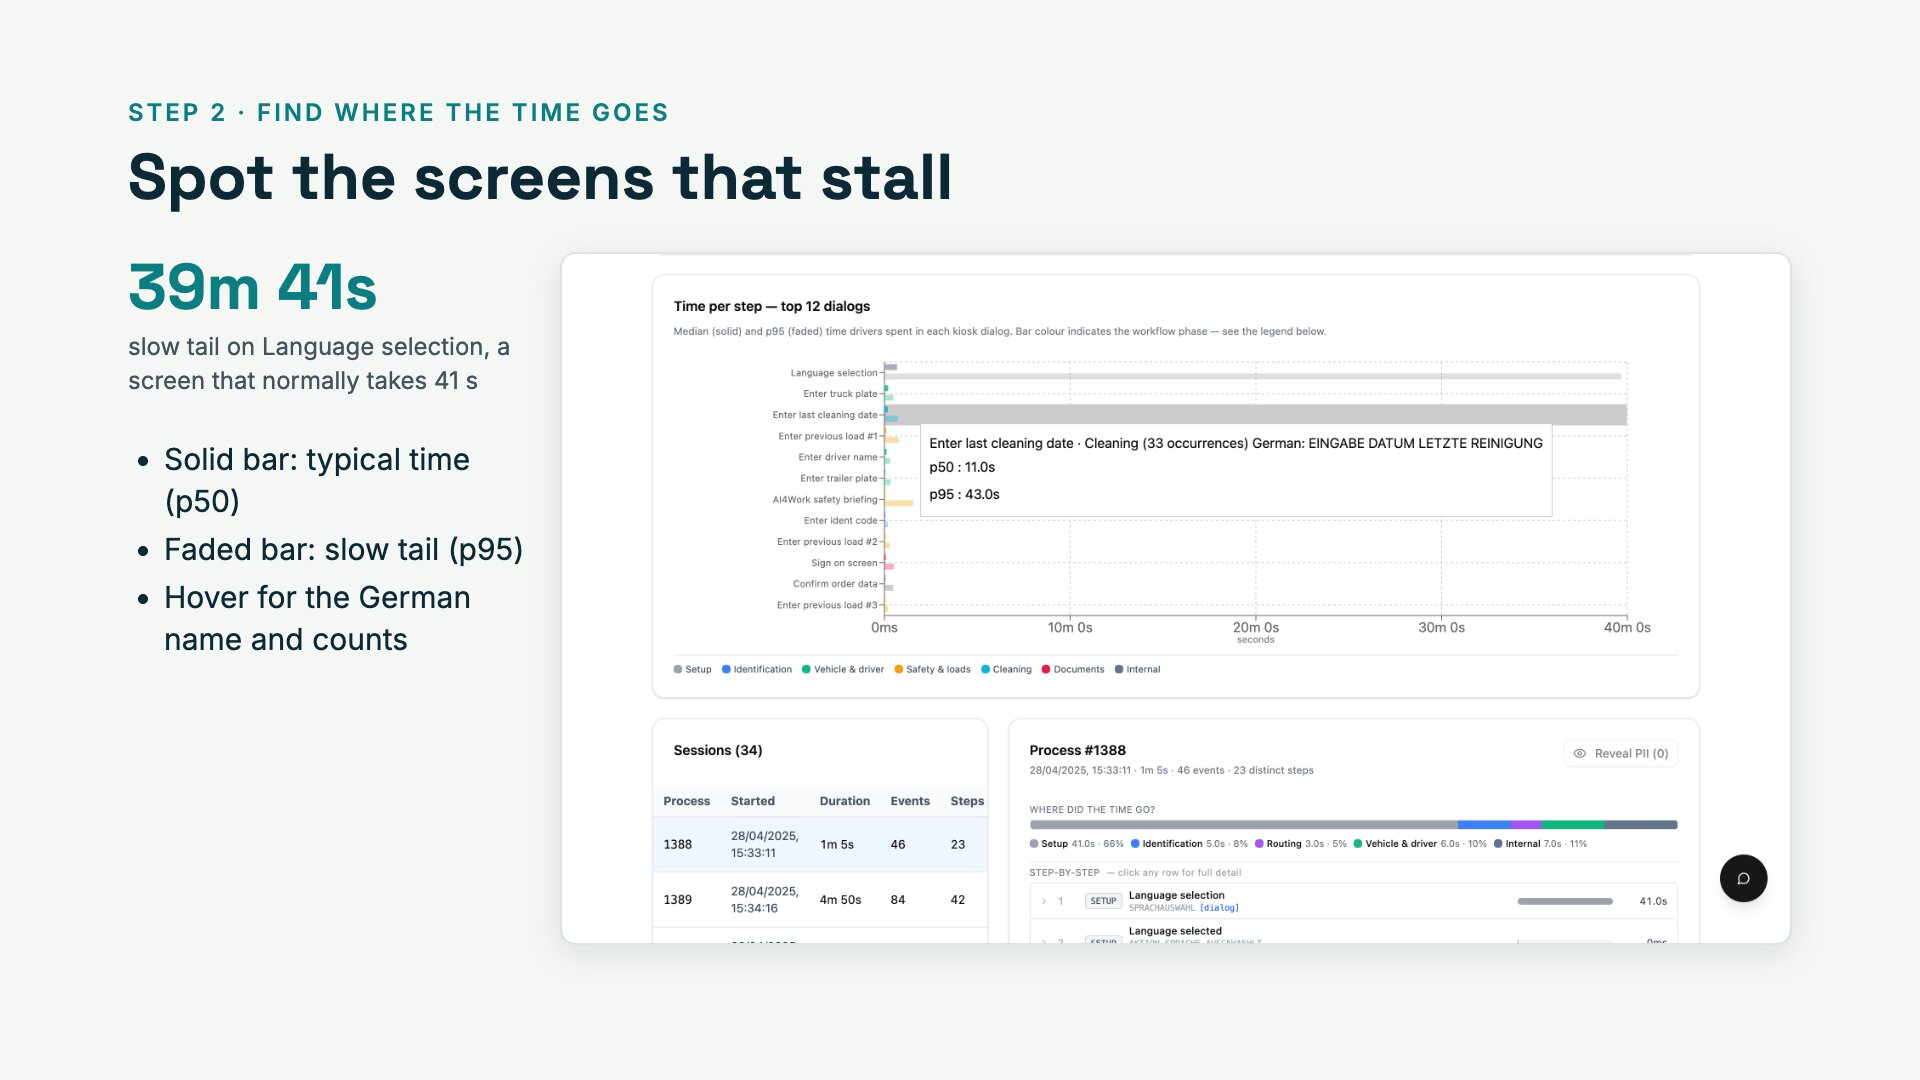 STEP 2 · FIND WHERE THE TIME GOES
Spot the screens that stall
39m 41s
slow tail on Language selection, a
screen that normally takes 41 s
• Solid bar: typical time
(p50)
• Faded bar: slow tail (p95)
• Hover for the German
name and counts
Time per step — top 12 dialogs
Median (solid) and p95 (faded) time drivers spent in each kiosk dialog. Bar colour indicates the workflow phase — see the legend below.
Language selection
Enter truck plate
Enter last cleaning date
Enter previous load #1
Enter driver name
Enter trailer plate
AI4Work safety briefing
Enter ident code
Enter previous load #2
Sign on screen
Confirm order data
Enter previous load #3
Enter last cleaning date · Cleaning (33 occurrences) German: EINGABE DATUM LETZTE REINIGUNG
p50 : 11.0s
p95 : 43.0s
0ms 10m 0s 20m 0s 30m 0s 40m 0s
seconds
Setup Identification Vehicle & driver Safety & loads Cleaning Documents Internal
Sessions (34)
Process Started Duration Events Steps
1388 28/04/2025, 15:33:11 1m 5s 46 23
1389 28/04/2025, 15:34:16 4m 50s 84 42
Process #1388
Reveal PII (0)
28/04/2025, 15:33:11 · 1m 5s · 46 events · 23 distinct steps
WHERE DID THE TIME GO?
Setup 41.0s · 66% Identification 5.0s · 8% Routing 3.0s · 5% Vehicle & driver 6.0s · 10% Internal 7.0s · 11%
STEP-BY-STEP — click any row for full detail
1 SETUP Language selection 41.0s
SPRACHAUSWAHL [dialog]
2 SETUP Language selected 0ms